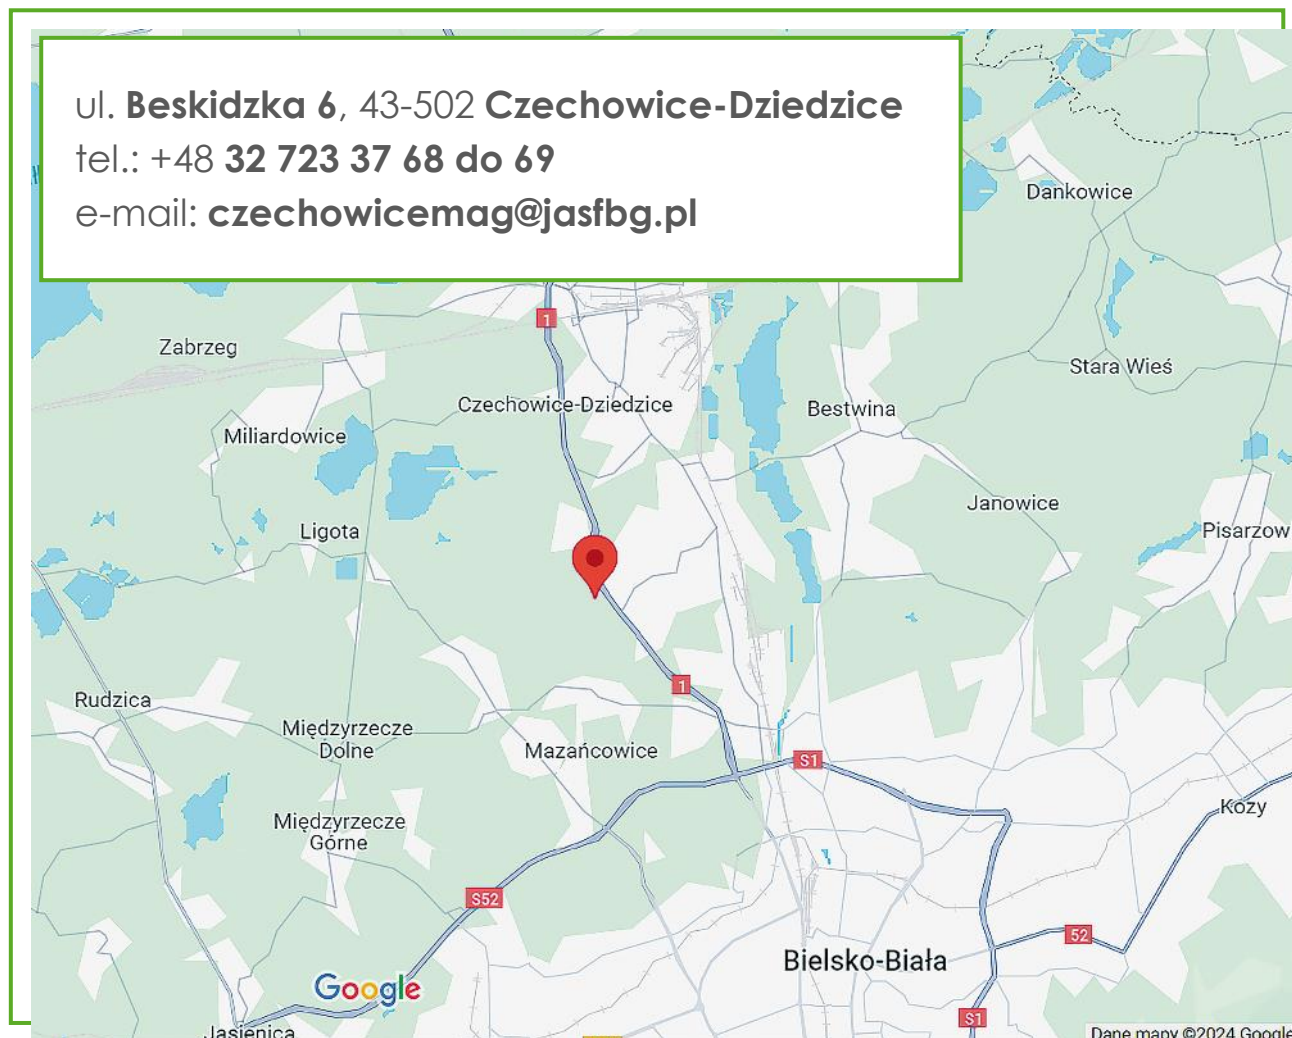 ul. Beskidzka 6, 43-502 Czechowice-Dziedzice
tel.: +48 32 723 37 68 do 69
e-mail: czechowicemag@jasfbg.pl
Dankowice
1
Zabrzeg
Stara Wieś
Czechowice-Dziedzice
Bestwina
Miliardowice
Janowice
Ligota
Pisarzow
1
Rudzica
Międzyrzecze
Dolne
Mazańcowice
S1
Kozy
Międzyrzecze
Górne
S52
52
Bielsko-Biała
Google
S1
Jasienica
Dane mapy ©2024 Google